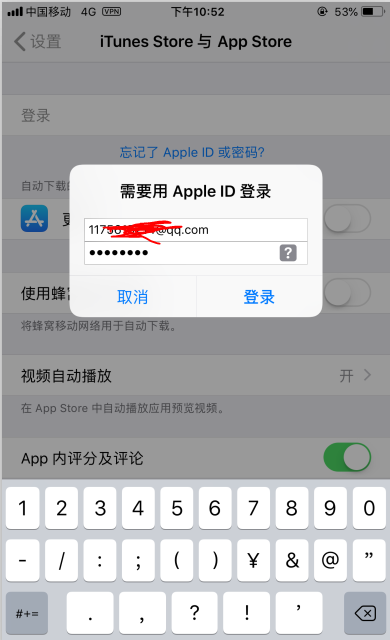 中国移动 4G VPN 下午10:52 53%
设置 iTunes Store 与 App Store
登录
忘记了 Apple ID 或密码?
自动下载的
需要用 Apple ID 登录
@qq.com
●●●●●●●● ?
取消 登录
使用蜂窝
将蜂窝移动网络用于自动下载。
视频自动播放 开
在 App Store 中自动播放应用预览视频。
App 内评分及评论
1 2 3 4 5 6 7 8 9 0
- / : ; ( ) ¥ & @ ”
#+= . , ? ! ’